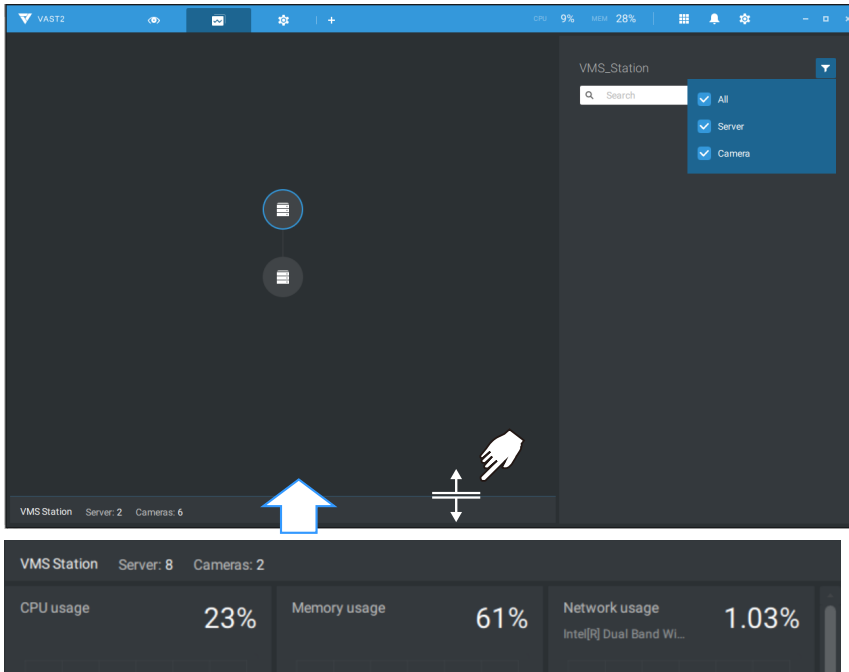 VAST2
CPU 9% MEM 28%
VMS_Station
Search
All
Server
Camera
VMS Station Server: 2 Cameras: 6
VMS Station Server: 8 Cameras: 2
CPU usage 23%
Memory usage 61%
Network usage 1.03%
Intel[R] Dual Band Wi...